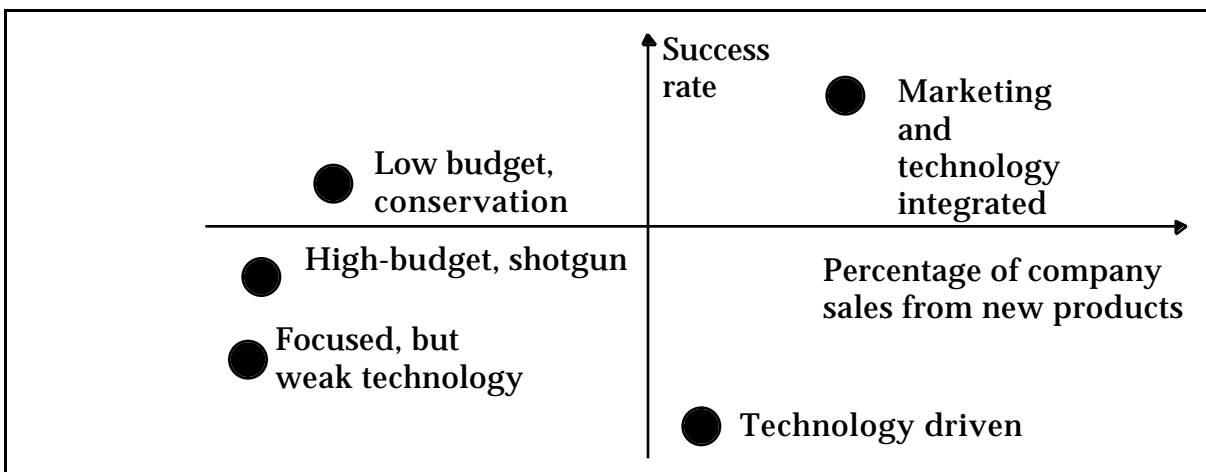 Success
rate
Marketing
and
technology
integrated
Low budget,
conservation
High-budget, shotgun
Percentage of company
sales from new products
Focused, but
weak technology
Technology driven